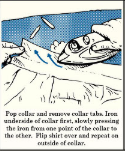 Pop collar and remove collar tabs. Iron
underside of collar first, slowly pressing
the iron from one point of the collar to
the other. Flip shirt over and repeat on
outside of collar.